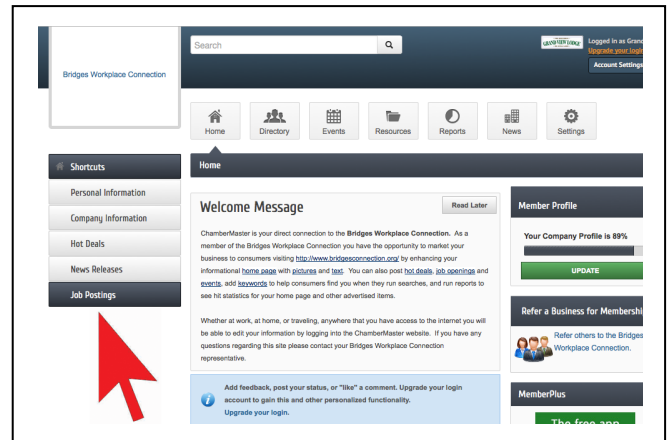 Bridges Workplace Connection
Search
GRAND VIEW LODGE
Logged in as Grand
Upgrade your login
Account Settings
Home
Directory
Events
Resources
Reports
News
Settings
Shortcuts
Personal Information
Company Information
Hot Deals
News Releases
Job Postings
Home
Welcome Message
Read Later
ChamberMaster is your direct connection to the Bridges Workplace Connection. As a
member of the Bridges Workplace Connection you have the opportunity to market your
business to consumers visiting http://www.bridgesconnection.org/ by enhancing your
informational home page with pictures and text. You can also post hot deals, job openings and
events, add keywords to help consumers find you when they run searches, and run reports to
see hit statistics for your home page and other advertised items.
Whether at work, at home, or traveling, anywhere that you have access to the internet you will
be able to edit your information by logging into the ChamberMaster website. If you have any
questions regarding this site please contact your Bridges Workplace Connection
representative.
Add feedback, post your status, or "like" a comment. Upgrade your login
account to gain this and other personalized functionality.
Upgrade your login.
Member Profile
Your Company Profile is 89%
UPDATE
Refer a Business for Membershi
Refer others to the Bridges
Workplace Connection.
MemberPlus
The free app